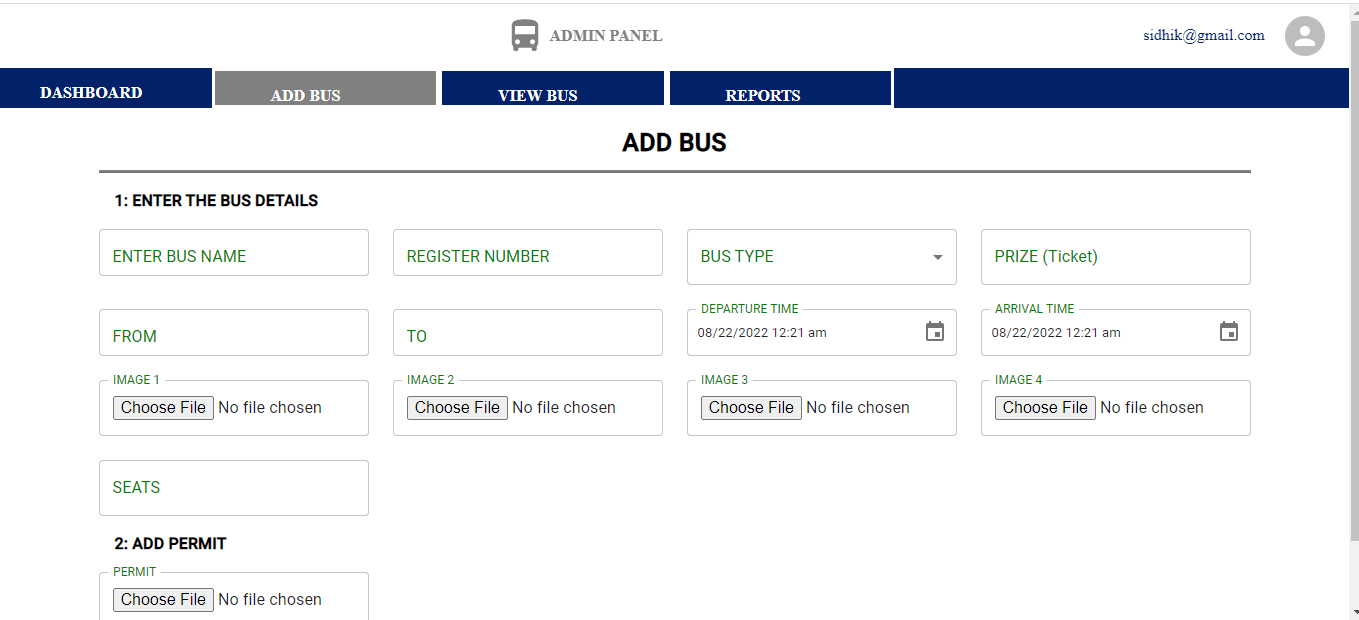 ADMIN PANEL
sidhik@gmail.com
DASHBOARD
ADD BUS
VIEW BUS
REPORTS
ADD BUS
1: ENTER THE BUS DETAILS
ENTER BUS NAME
REGISTER NUMBER
BUS TYPE
PRIZE (Ticket)
FROM
TO
DEPARTURE TIME
08/22/2022 12:21 am
ARRIVAL TIME
08/22/2022 12:21 am
IMAGE 1
Choose File No file chosen
IMAGE 2
Choose File No file chosen
IMAGE 3
Choose File No file chosen
IMAGE 4
Choose File No file chosen
SEATS
2: ADD PERMIT
PERMIT
Choose File No file chosen